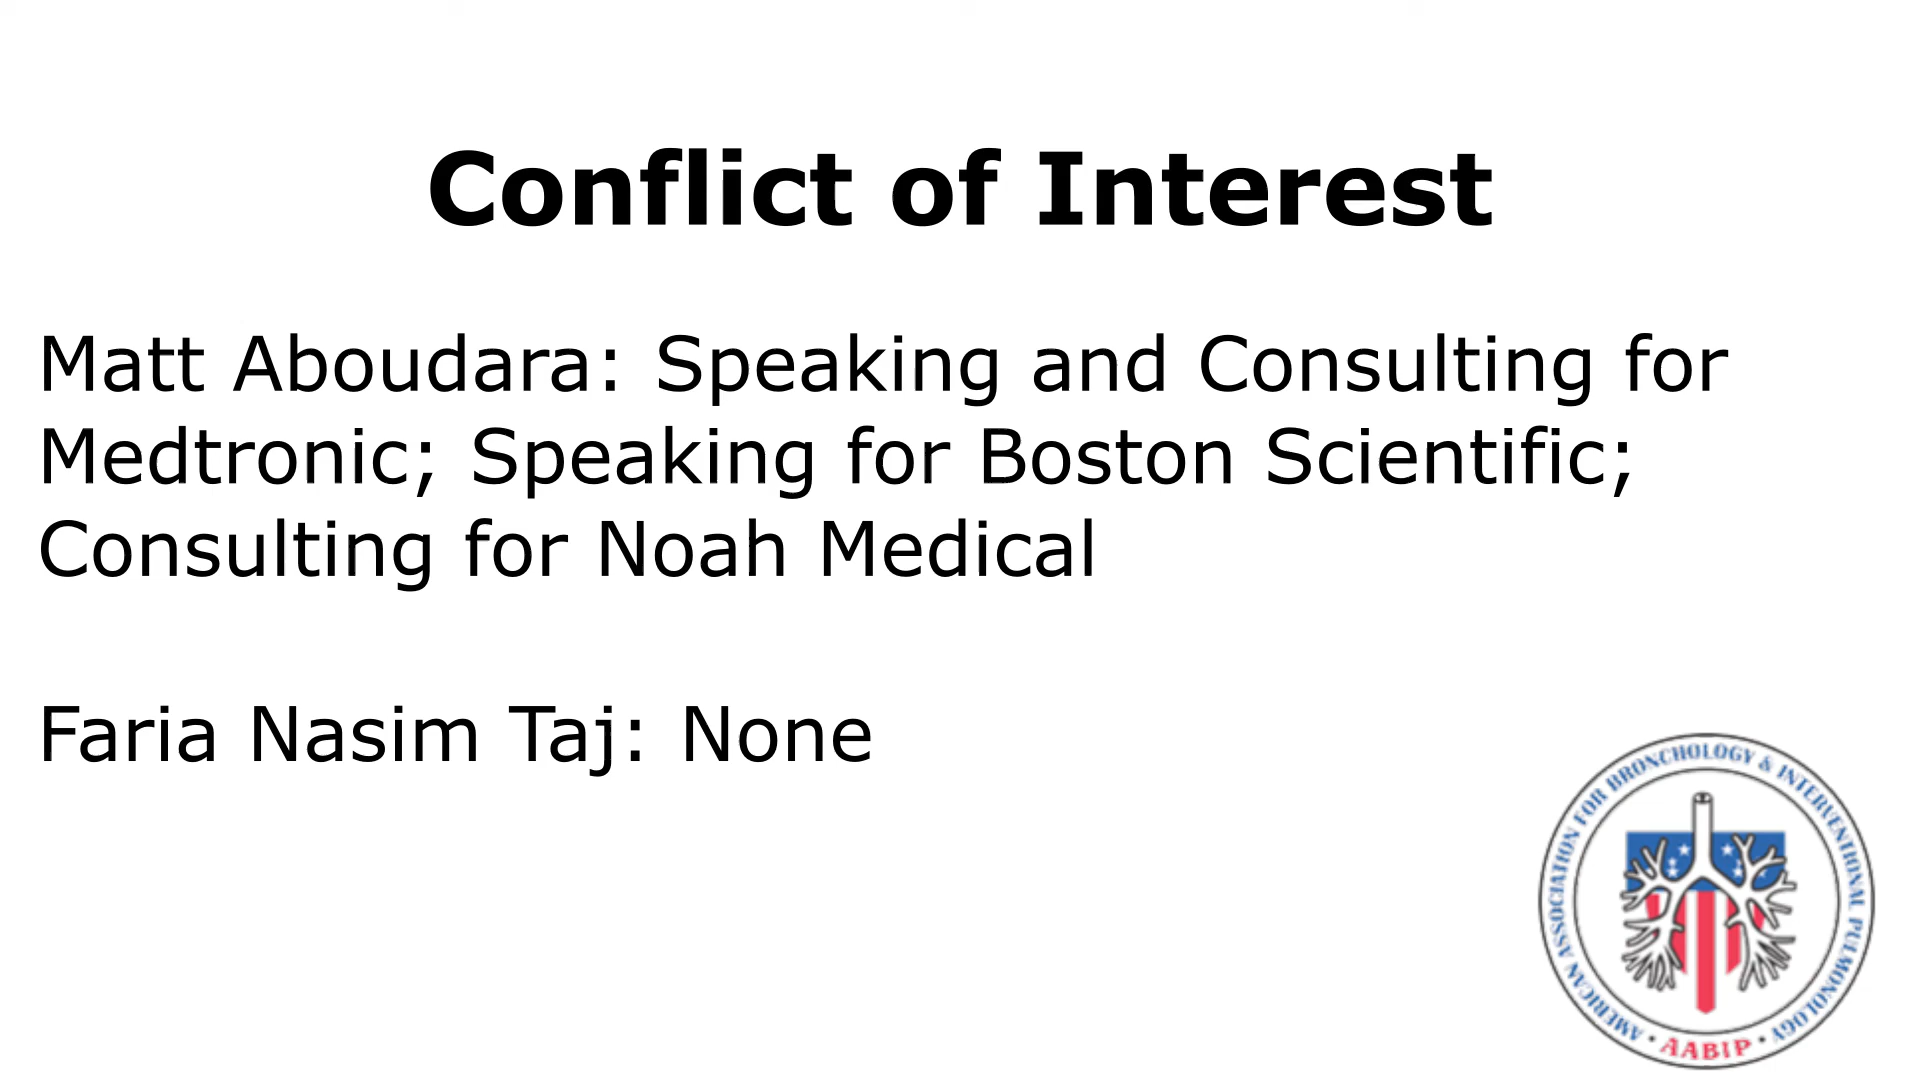 Conflict of Interest
Matt Aboudara: Speaking and Consulting for
Medtronic; Speaking for Boston Scientific;
Consulting for Noah Medical
Faria Nasim Taj: None
AMERICAN ASSOCIATION FOR BRONCHOLOGY & INTERVENTIONAL PULMONOLOGY
• AABIP •